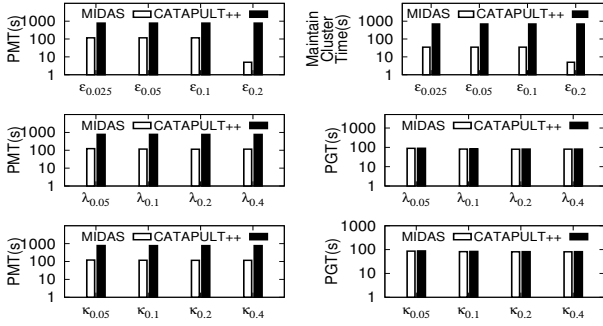 MIDAS CATAPULT++
PMT(s)
1000
100
10
1
ε0.025 ε0.05 ε0.1 ε0.2
MIDAS CATAPULT++
Maintain
Cluster
Time(s)
1000
100
10
1
ε0.025 ε0.05 ε0.1 ε0.2
MIDAS CATAPULT++
PMT(s)
1000
100
10
1
λ0.05 λ0.1 λ0.2 λ0.4
MIDAS CATAPULT++
PGT(s)
1000
100
10
1
λ0.05 λ0.1 λ0.2 λ0.4
MIDAS CATAPULT++
PMT(s)
1000
100
10
1
κ0.05 κ0.1 κ0.2 κ0.4
MIDAS CATAPULT++
PGT(s)
1000
100
10
1
κ0.05 κ0.1 κ0.2 κ0.4